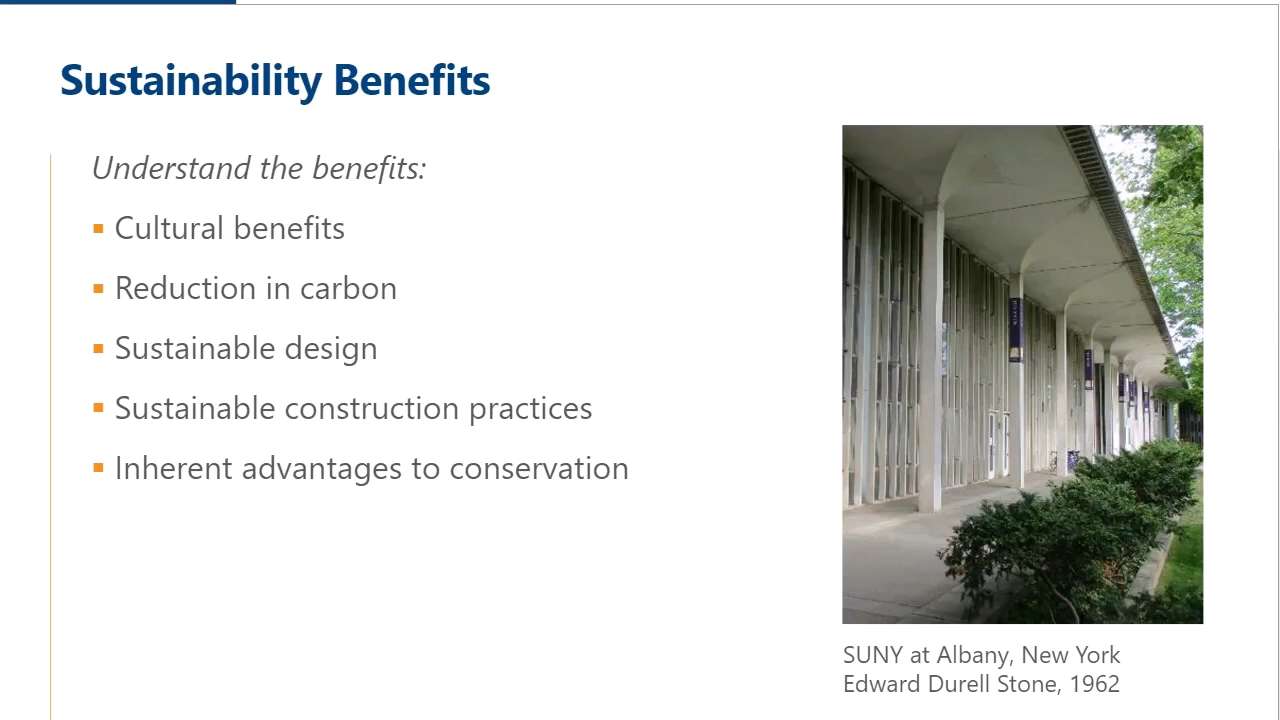 Sustainability Benefits
Understand the benefits:
▪ Cultural benefits
▪ Reduction in carbon
▪ Sustainable design
▪ Sustainable construction practices
▪ Inherent advantages to conservation
SUNY at Albany, New York
Edward Durell Stone, 1962